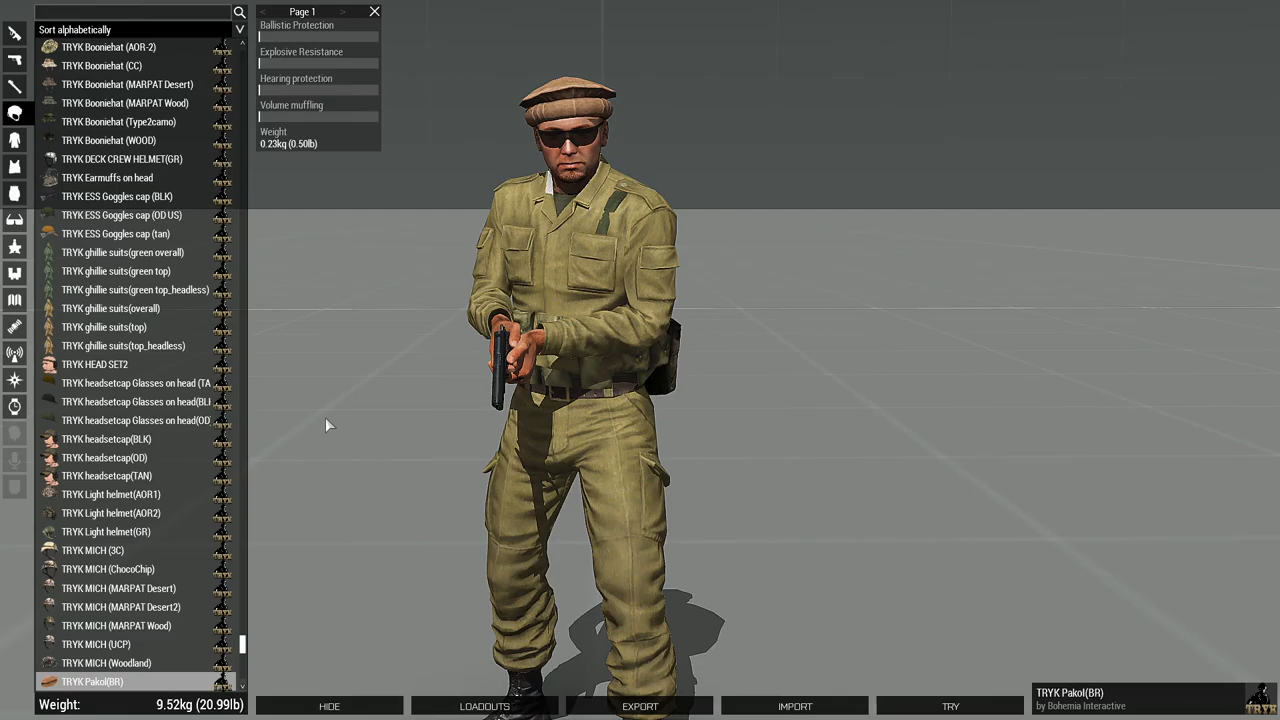 Sort alphabetically
TRYK Booniehat (AOR-2)
TRYK Booniehat (CC)
TRYK Booniehat (MARPAT Desert)
TRYK Booniehat (MARPAT Wood)
TRYK Booniehat (Type2camo)
TRYK Booniehat (WOOD)
TRYK DECK CREW HELMET(GR)
TRYK Earmuffs on head
TRYK ESS Goggles cap (BLK)
TRYK ESS Goggles cap (OD US)
TRYK ESS Goggles cap (tan)
TRYK ghillie suits(green overall)
TRYK ghillie suits(green top)
TRYK ghillie suits(green top_headless)
TRYK ghillie suits(overall)
TRYK ghillie suits(top)
TRYK ghillie suits(top_headless)
TRYK HEAD SET2
TRYK headsetcap Glasses on head (TA
TRYK headsetcap Glasses on head(BLI
TRYK headsetcap Glasses on head(OD
TRYK headsetcap(BLK)
TRYK headsetcap(OD)
TRYK headsetcap(TAN)
TRYK Light helmet(AOR1)
TRYK Light helmet(AOR2)
TRYK Light helmet(GR)
TRYK MICH (3C)
TRYK MICH (ChocoChip)
TRYK MICH (MARPAT Desert)
TRYK MICH (MARPAT Desert2)
TRYK MICH (MARPAT Wood)
TRYK MICH (UCP)
TRYK MICH (Woodland)
TRYK Pakol(BR)
Weight: 9.52kg (20.99lb)
< Page 1 >
Ballistic Protection
Explosive Resistance
Hearing protection
Volume muffling
Weight
0.23kg (0.50lb)
HIDE LOADOUTS EXPORT IMPORT TRY
TRYK Pakol(BR)
by Bohemia Interactive
TRYK